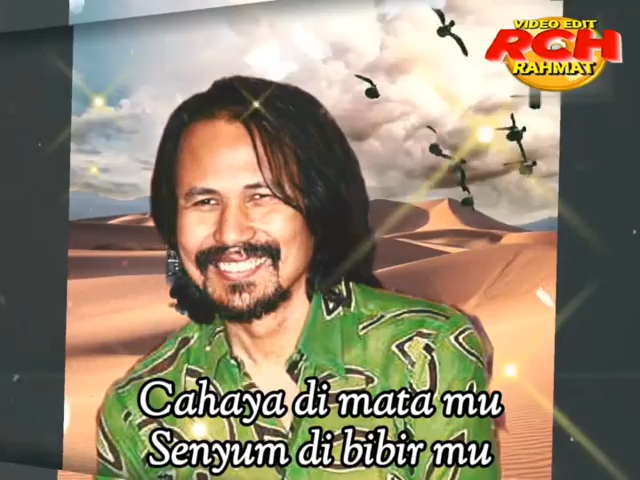 VIDEO EDIT
RCH
RAHMAT
Cahaya di mata mu
Senyum di bibir mu